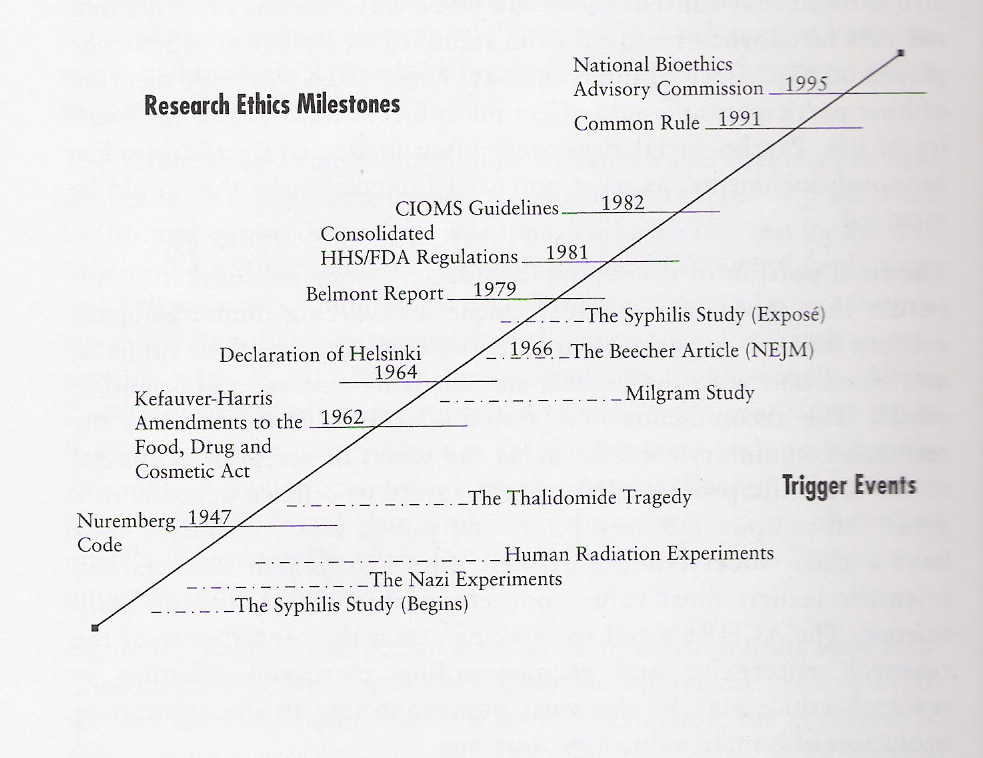 National Bioethics
Advisory Commission 1995
Research Ethics Milestones
Common Rule 1991
CIOMS Guidelines 1982
Consolidated
HHS/FDA Regulations 1981
Belmont Report 1979
The Syphilis Study (Exposé)
Declaration of Helsinki
1964
1966 The Beecher Article (NEJM)
Kefauver-Harris
Amendments to the 1962
Food, Drug and
Cosmetic Act
Milgram Study
Trigger Events
The Thalidomide Tragedy
Nuremberg 1947
Code
Human Radiation Experiments
The Nazi Experiments
The Syphilis Study (Begins)